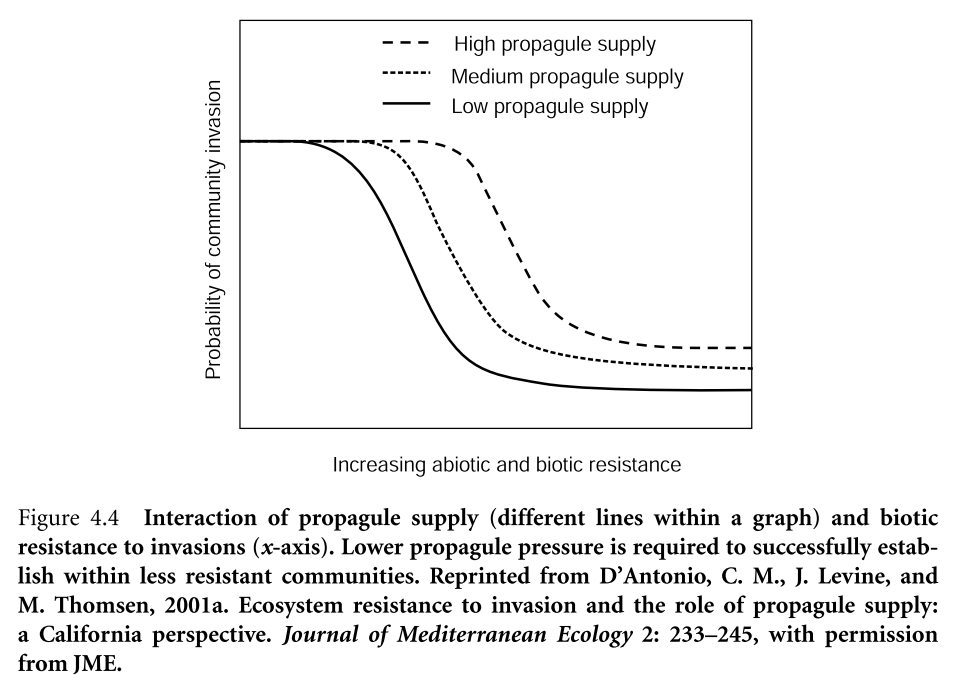 High propagule supply
Medium propagule supply
Low propagule supply
Probability of community invasion
Increasing abiotic and biotic resistance
Figure 4.4 Interaction of propagule supply (different lines within a graph) and biotic
resistance to invasions (x-axis). Lower propagule pressure is required to successfully estab-
lish within less resistant communities. Reprinted from D’Antonio, C. M., J. Levine, and
M. Thomsen, 2001a. Ecosystem resistance to invasion and the role of propagule supply:
a California perspective. Journal of Mediterranean Ecology 2: 233–245, with permission
from JME.